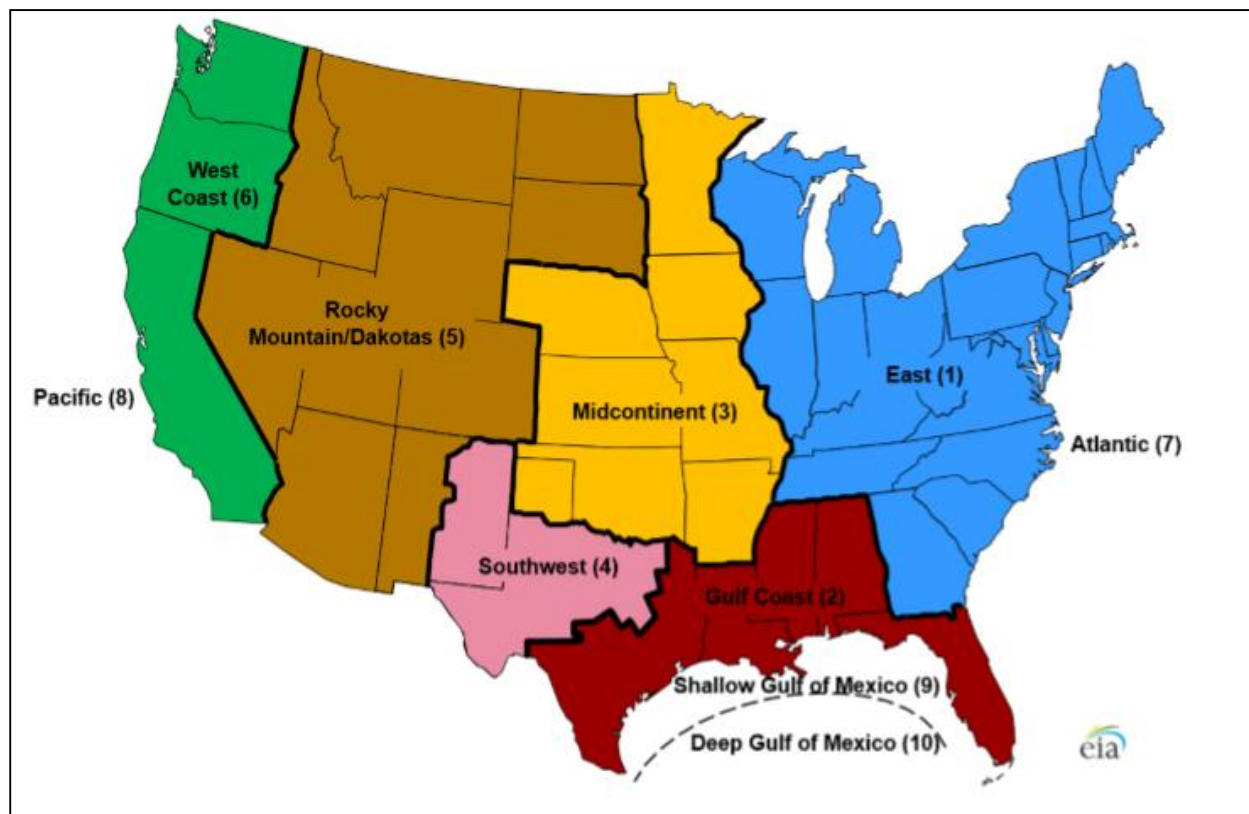 West
Coast (6)
Rocky
Mountain/Dakotas (5)
East (1)
Pacific (8)
Midcontinent (3)
Atlantic (7)
Southwest (4)
Gulf Coast (2)
Shallow Gulf of Mexico (9)
Deep Gulf of Mexico (10)
eia